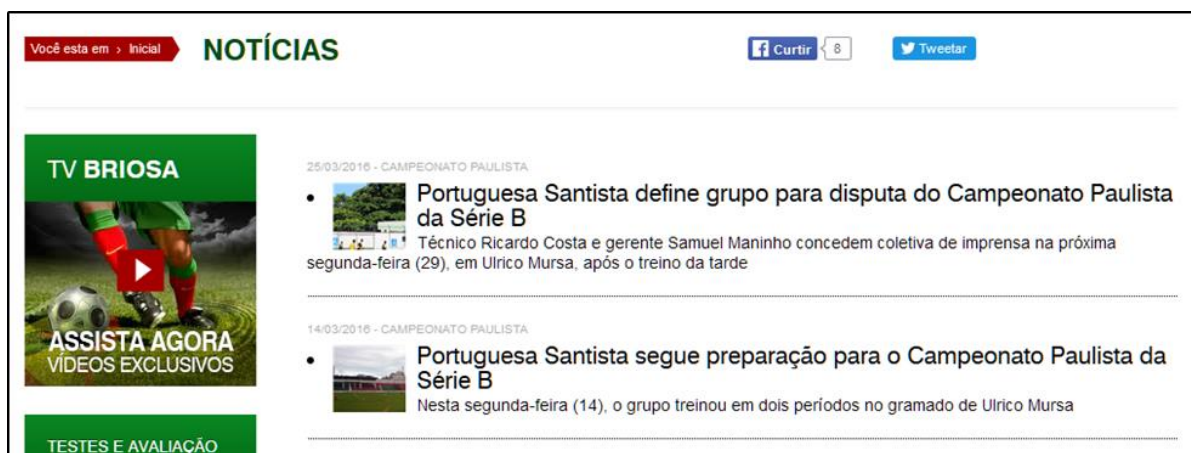 Você esta em › Inicial
NOTÍCIAS
Curtir
8
Tweetar
TV BRIOSA
ASSISTA AGORA
VÍDEOS EXCLUSIVOS
TESTES E AVALIAÇÃO
25/03/2016 - CAMPEONATO PAULISTA
Portuguesa Santista define grupo para disputa do Campeonato Paulista
da Série B
Técnico Ricardo Costa e gerente Samuel Maninho concedem coletiva de imprensa na próxima
segunda-feira (29), em Ulrico Mursa, após o treino da tarde
14/03/2016 - CAMPEONATO PAULISTA
Portuguesa Santista segue preparação para o Campeonato Paulista da
Série B
Nesta segunda-feira (14), o grupo treinou em dois períodos no gramado de Ulrico Mursa